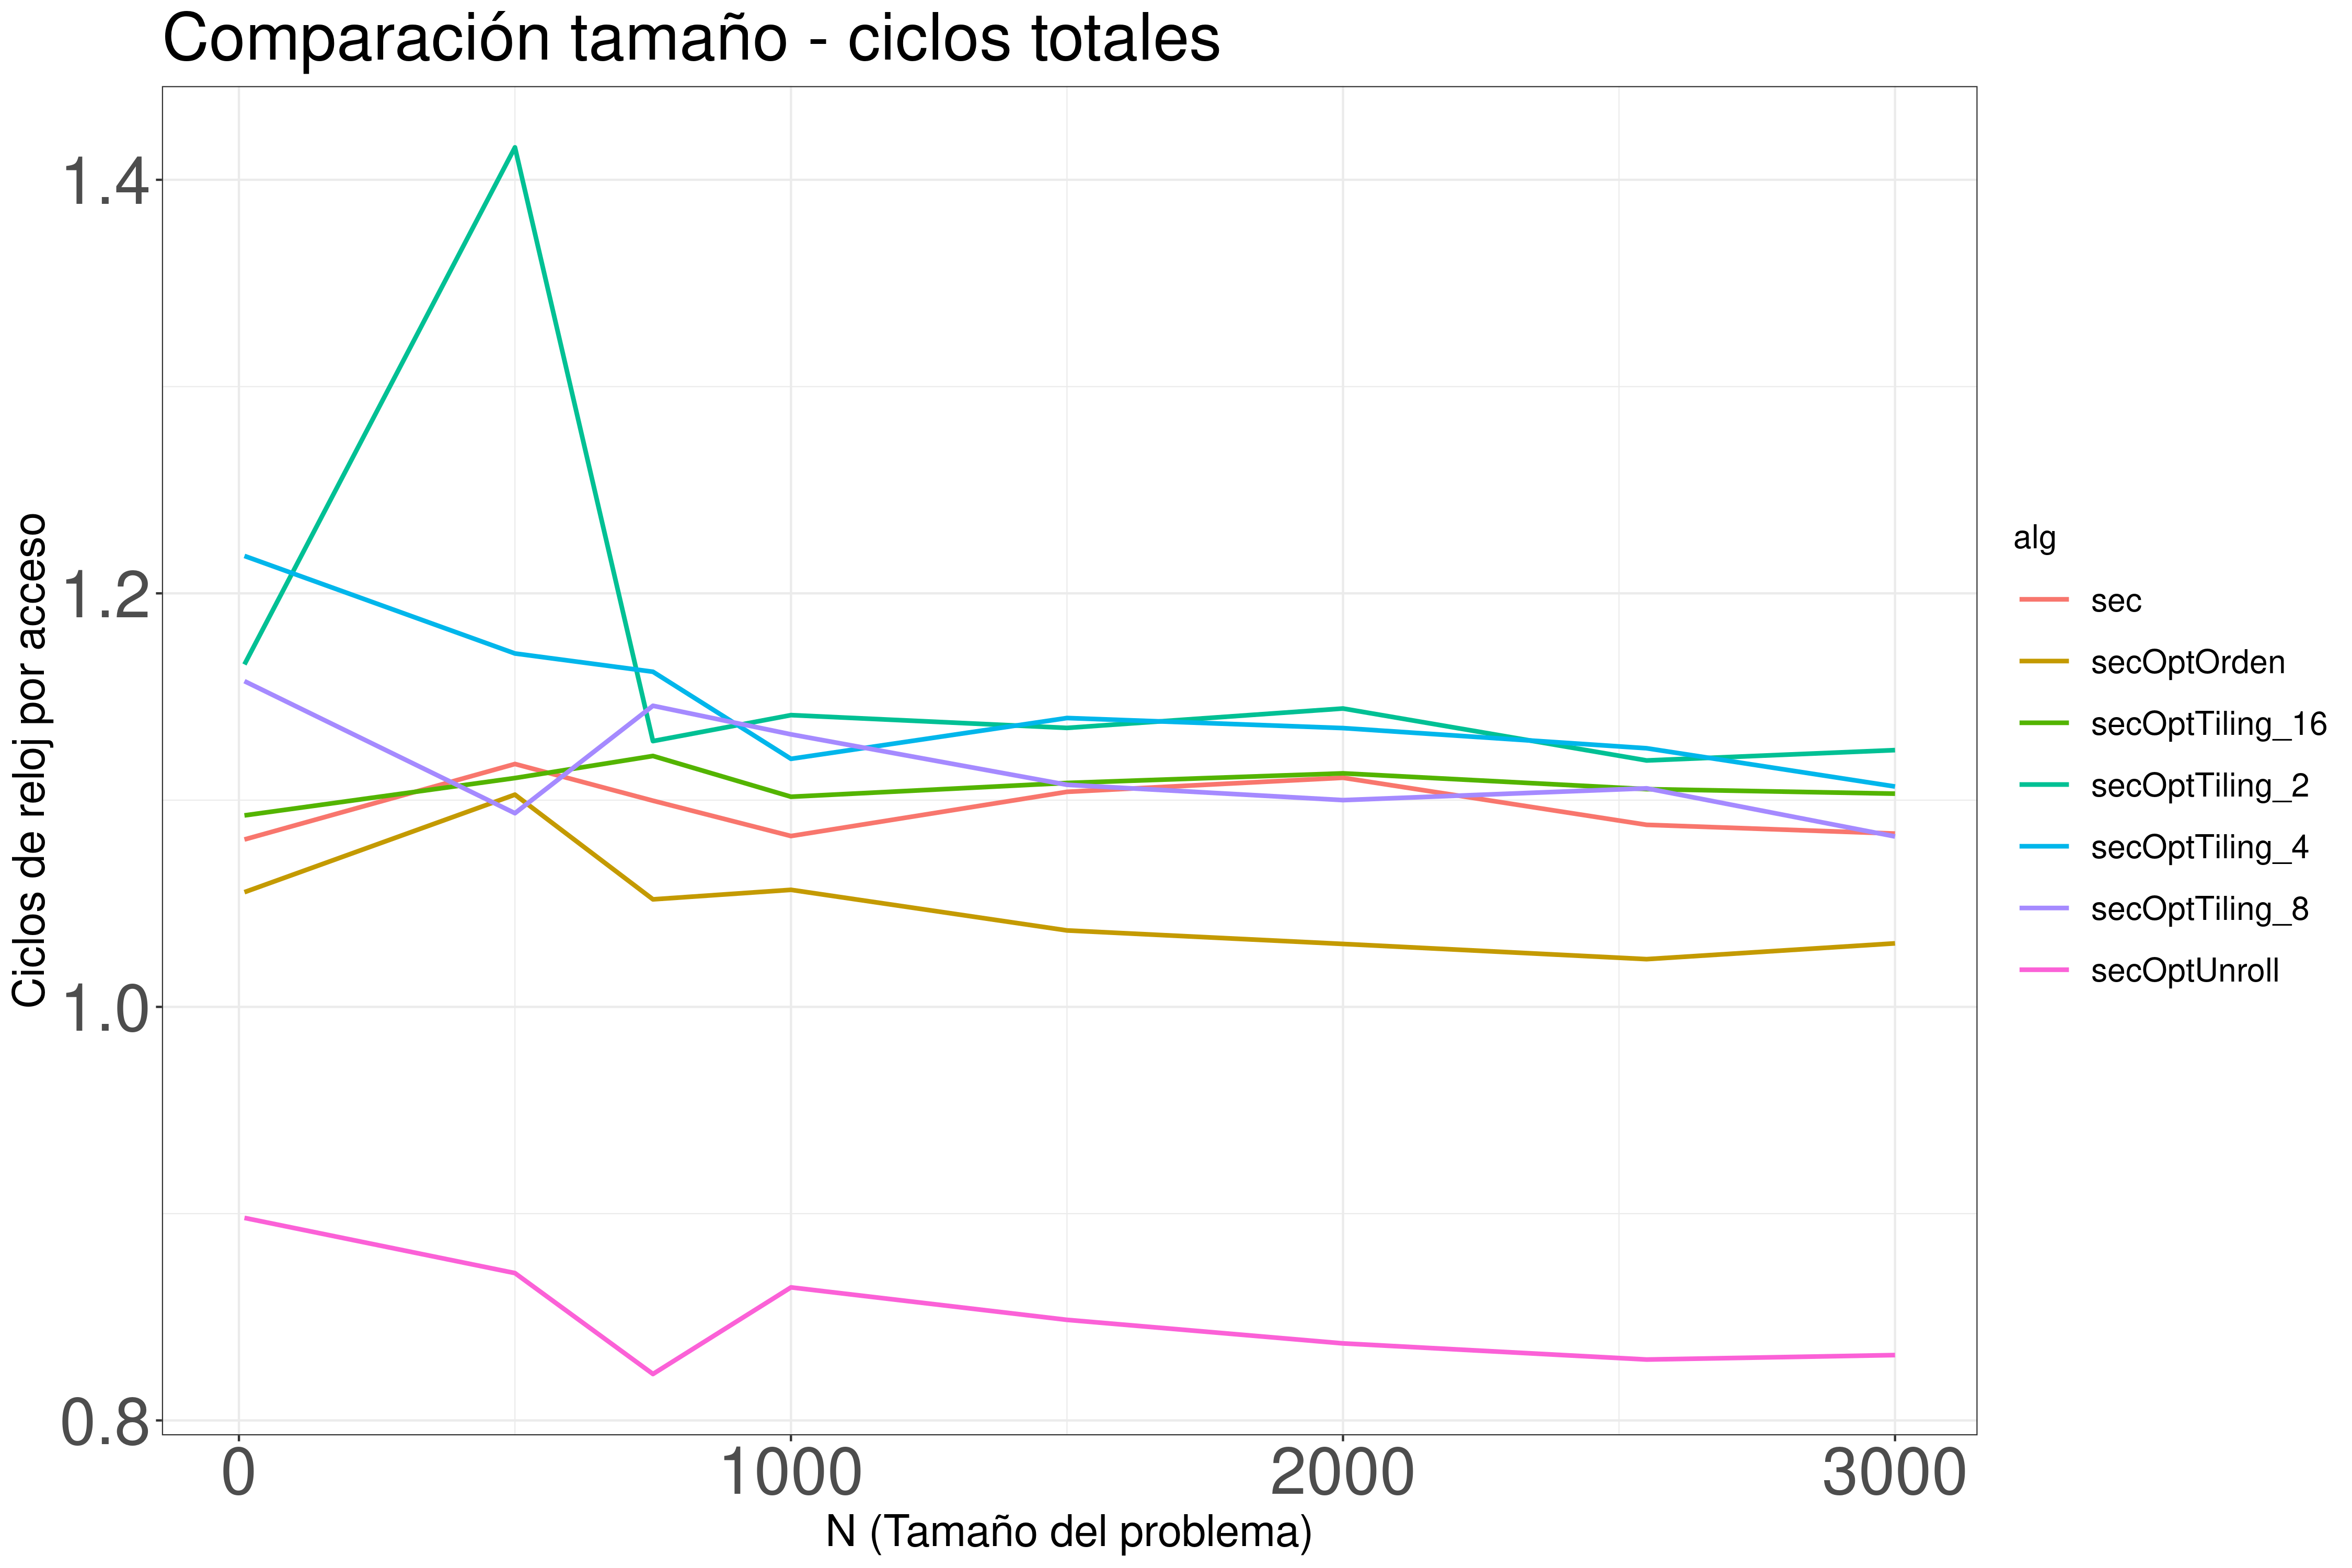 Comparación tamaño - ciclos totales
Ciclos de reloj por acceso
1.4
1.2
1.0
0.8
0
1000
2000
3000
N (Tamaño del problema)
alg
sec
secOptOrden
secOptTiling_16
secOptTiling_2
secOptTiling_4
secOptTiling_8
secOptUnroll